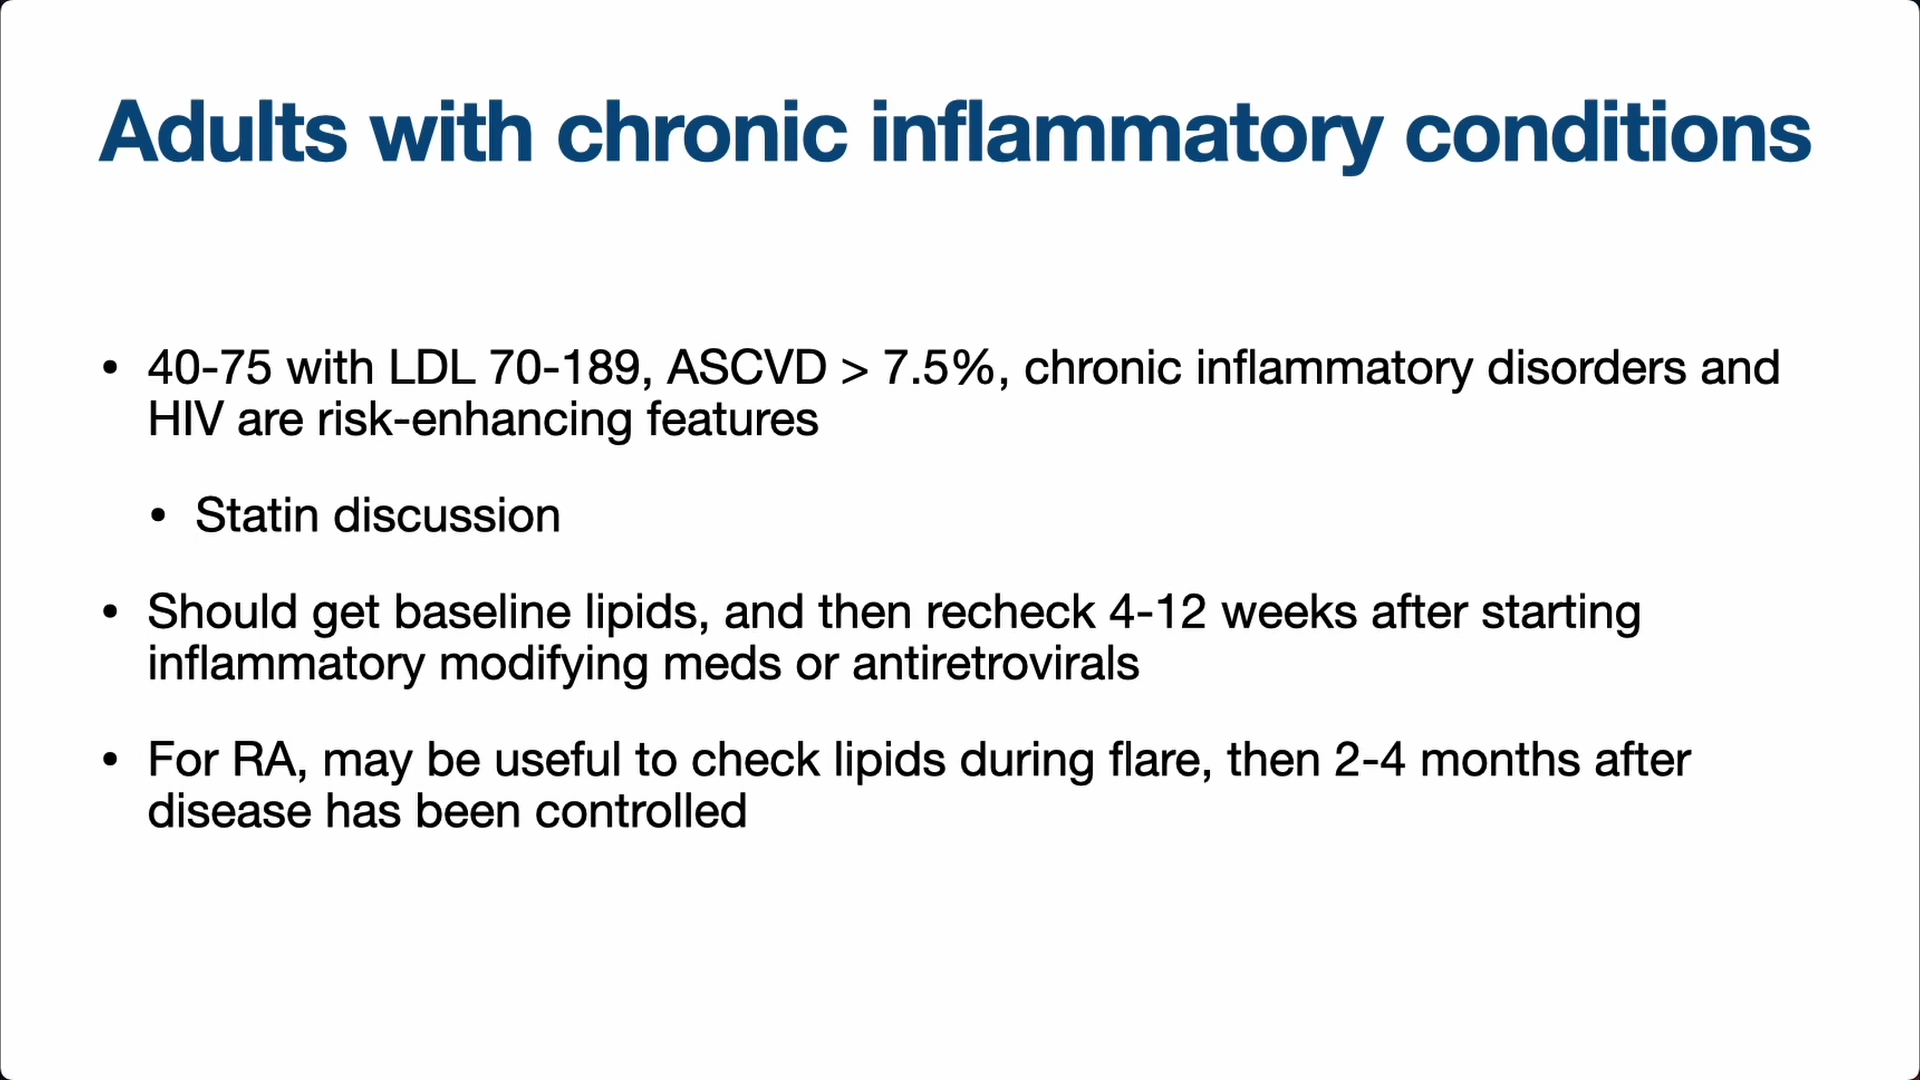 Adults with chronic inflammatory conditions
• 40-75 with LDL 70-189, ASCVD > 7.5%, chronic inflammatory disorders and
HIV are risk-enhancing features
• Statin discussion
• Should get baseline lipids, and then recheck 4-12 weeks after starting
inflammatory modifying meds or antiretrovirals
• For RA, may be useful to check lipids during flare, then 2-4 months after
disease has been controlled